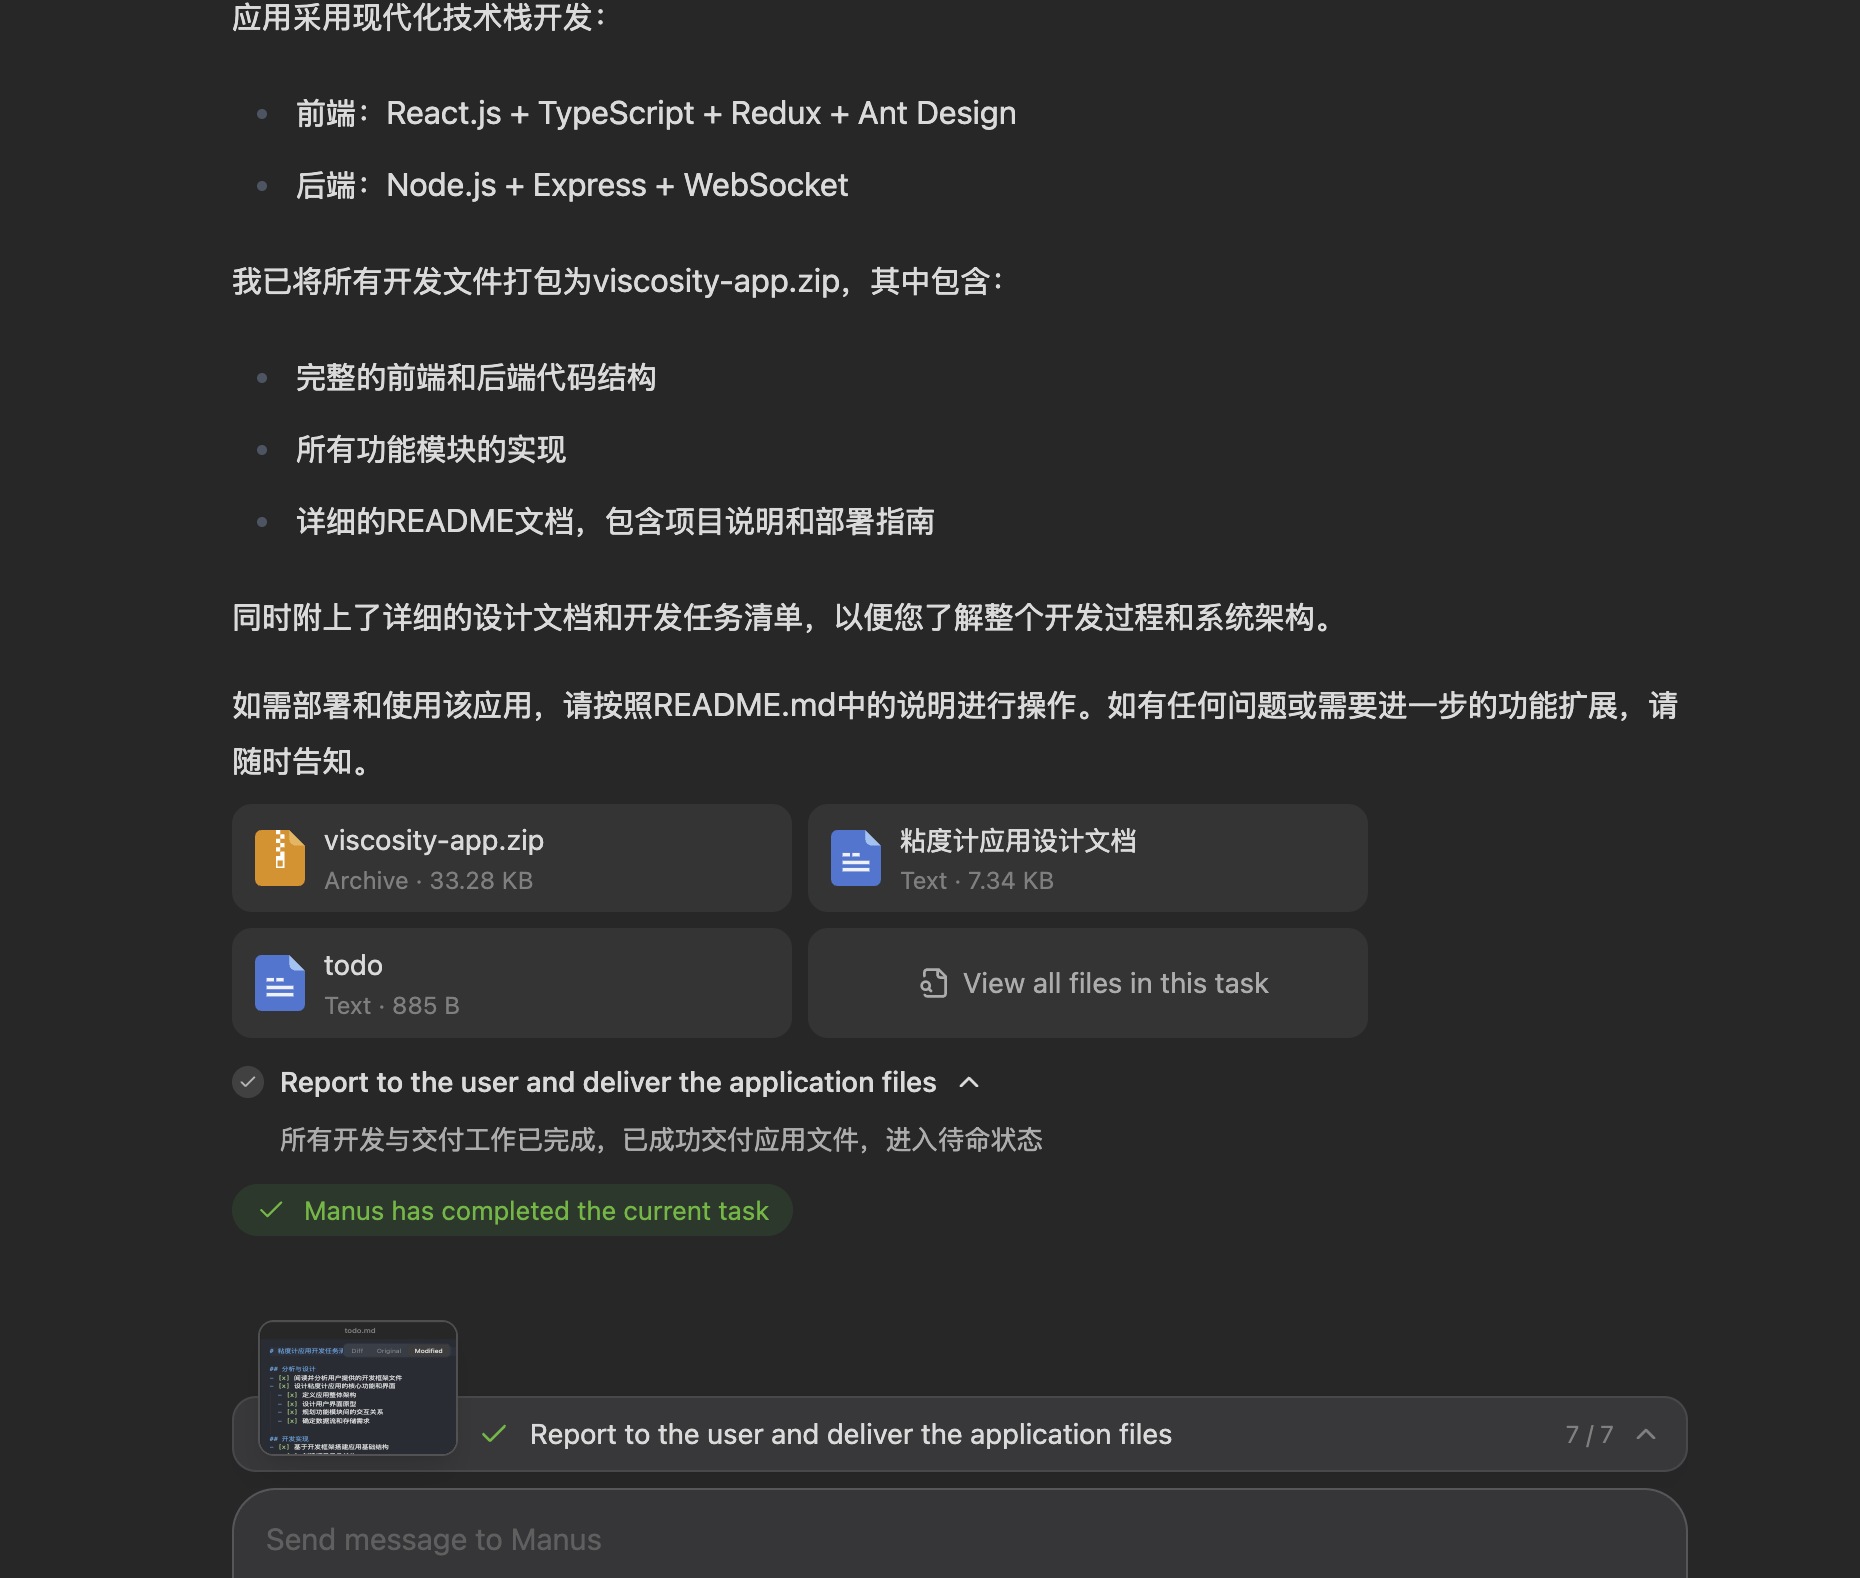 应用采用现代化技术栈开发：
前端：React.js + TypeScript + Redux + Ant Design
后端：Node.js + Express + WebSocket
我已将所有开发文件打包为viscosity-app.zip，其中包含：
完整的前端和后端代码结构
所有功能模块的实现
详细的README文档，包含项目说明和部署指南
同时附上了详细的设计文档和开发任务清单，以便您了解整个开发过程和系统架构。
如需部署和使用该应用，请按照README.md中的说明进行操作。如有任何问题或需要进一步的功能扩展，请
随时告知。
viscosity-app.zip
Archive · 33.28 KB
粘度计应用设计文档
Text · 7.34 KB
todo
Text · 885 B
View all files in this task
Report to the user and deliver the application files
所有开发与交付工作已完成，已成功交付应用文件，进入待命状态
Manus has completed the current task
todo.md
# 粘度计应用开发任务
Diff Original Modified
## 分析与设计
- [x] 阅读并分析用户提供的开发框架文件
- [x] 设计粘度计应用的核心功能和界面
- [x] 定义应用整体架构
- [x] 设计用户界面原型
- [x] 规划功能模块间的交互关系
- [x] 确定数据流和存储需求
## 开发实现
- [x] 基于开发框架搭建应用基础结构
Report to the user and deliver the application files
7 / 7
Send message to Manus